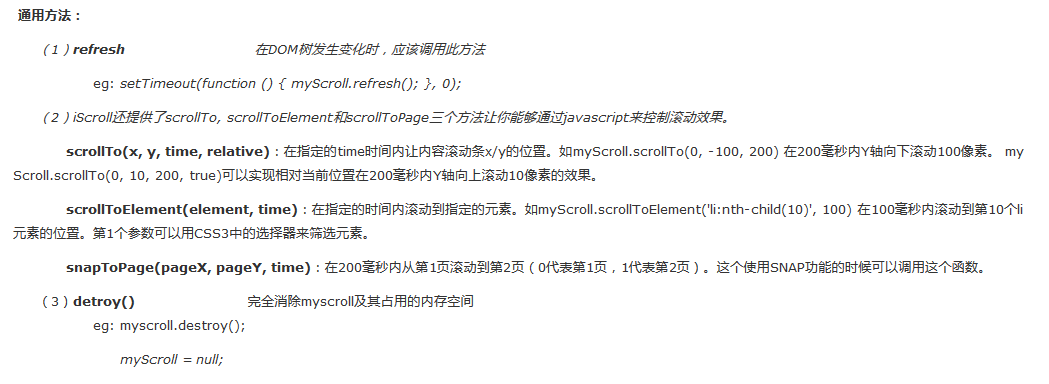 通用方法：
（1）refresh 在DOM树发生变化时，应该调用此方法
eg: setTimeout(function () { myScroll.refresh(); }, 0);
（2）iScroll还提供了scrollTo, scrollToElement和scrollToPage三个方法让你能够通过javascript来控制滚动效果。
scrollTo(x, y, time, relative)：在指定的time时间内让内容滚动条x/y的位置。如myScroll.scrollTo(0, -100, 200) 在200毫秒内Y轴向下滚动100像素。 my
Scroll.scrollTo(0, 10, 200, true)可以实现相对当前位置在200毫秒内Y轴向上滚动10像素的效果。
scrollToElement(element, time)：在指定的时间内滚动到指定的元素。如myScroll.scrollToElement('li:nth-child(10)', 100) 在100毫秒内滚动到第10个li
元素的位置。第1个参数可以用CSS3中的选择器来筛选元素。
snapToPage(pageX, pageY, time)：在200毫秒内从第1页滚动到第2页（0代表第1页，1代表第2页）。这个使用SNAP功能的时候可以调用这个函数。
（3）detroy() 完全消除myscroll及其占用的内存空间
eg: myscroll.destroy();
myScroll = null;